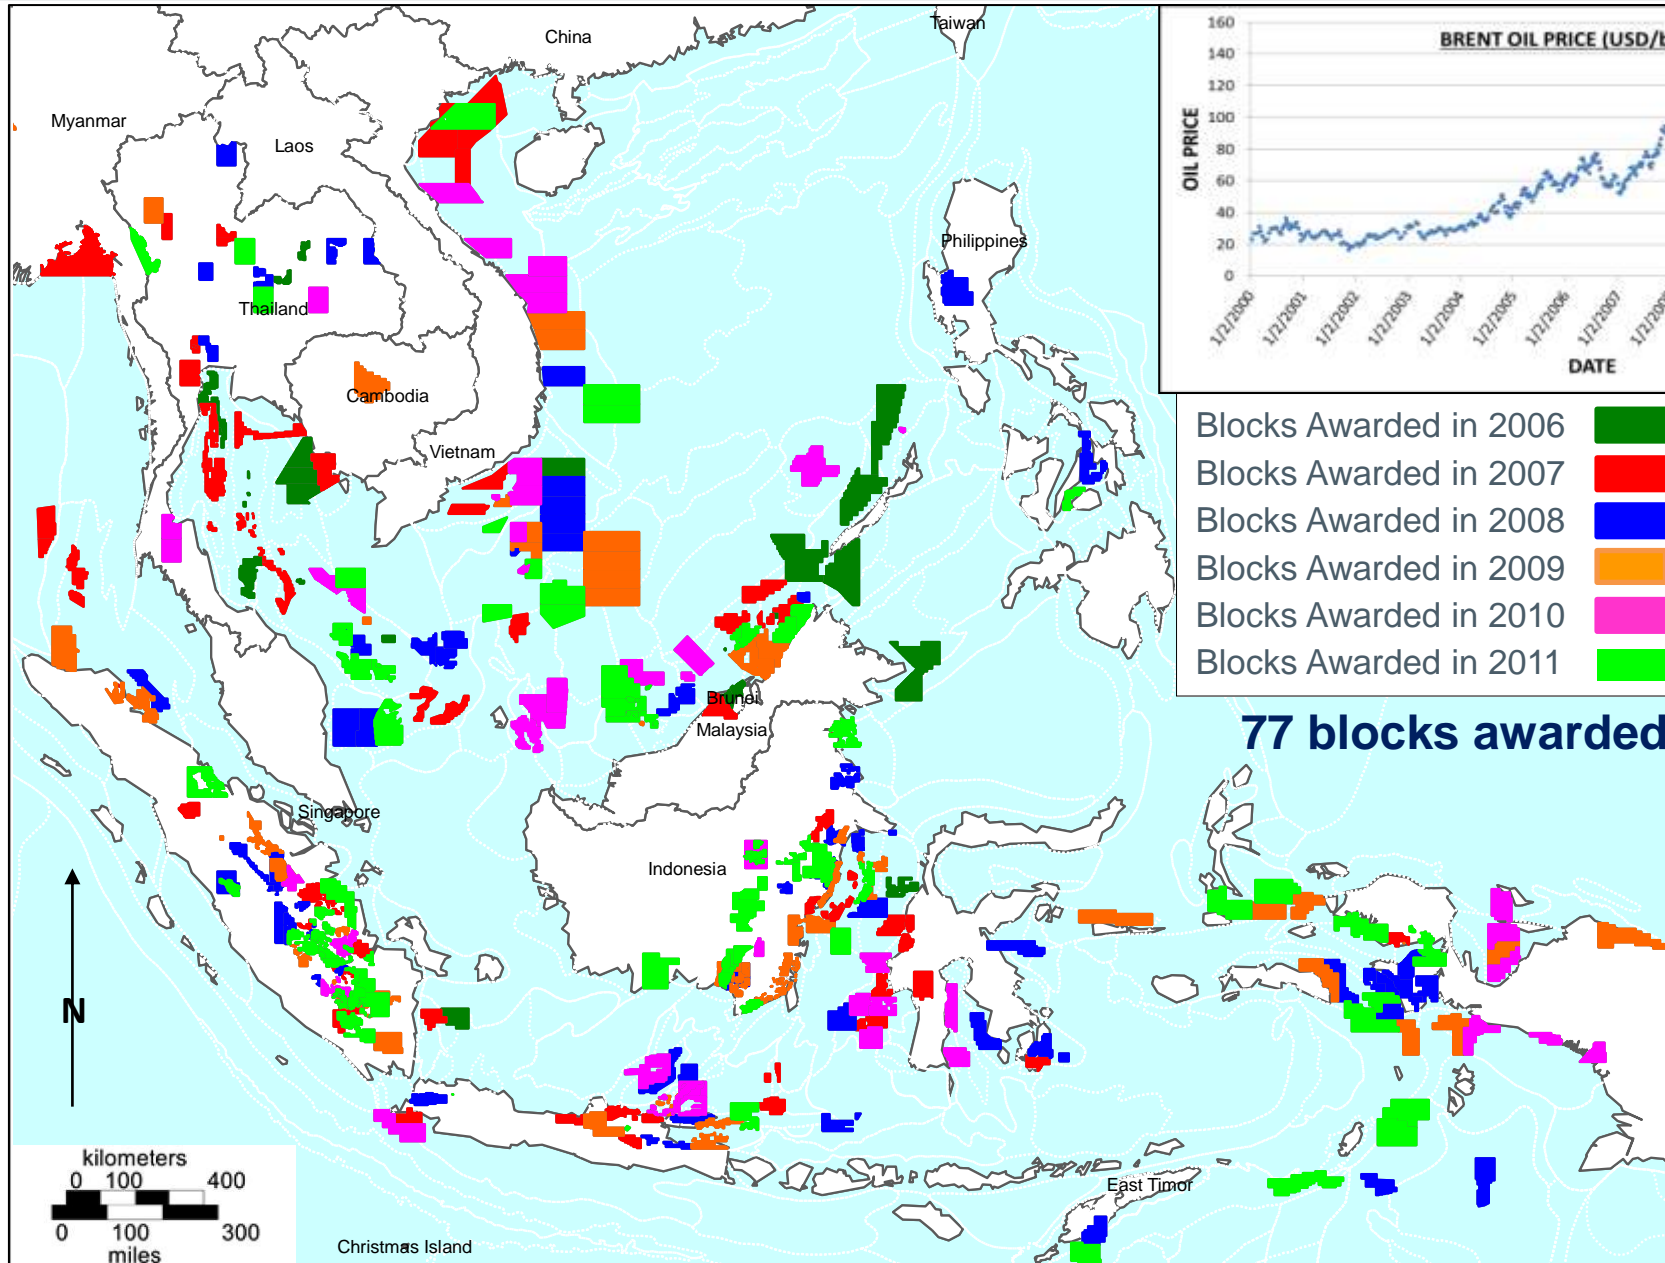 China
Taiwan
Myanmar
Laos
Philippines
Thailand
Cambodia
Vietnam
Brunei
Malaysia
Singapore
Indonesia
East Timor
Christmas Island
N
kilometers
0 100 400
0 100 300
miles
BRENT OIL PRICE (USD/b
OIL PRICE
160
140
120
100
80
60
40
20
0
1/2/2000
1/2/2001
1/2/2002
1/2/2003
1/2/2004
1/2/2005
1/2/2006
1/2/2007
1/2/2008
DATE
Blocks Awarded in 2006
Blocks Awarded in 2007
Blocks Awarded in 2008
Blocks Awarded in 2009
Blocks Awarded in 2010
Blocks Awarded in 2011
77 blocks awarded